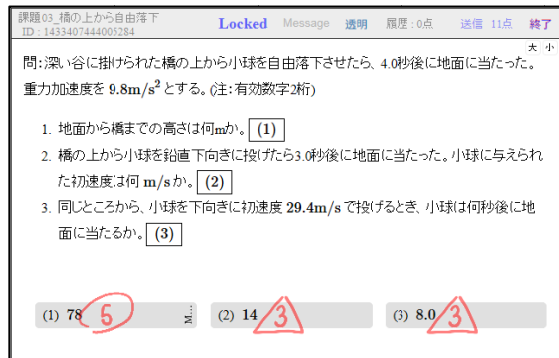 課題03_橋の上から自由落下 Locked Message 透明 履歴:0点 送信 11点 終了
ID : 1433407444005284
大 小
問:深い谷に掛けられた橋の上から小球を自由落下させたら、4.0秒後に地面に当たった。
重力加速度を 9.8m/s² とする。(注:有効数字2桁)
1. 地面から橋までの高さは何mか。 (1)
2. 橋の上から小球を鉛直下向きに投げたら3.0秒後に地面に当たった。小球に与えられ
た初速度は何 m/s か。 (2)
3. 同じところから、小球を下向きに初速度 29.4m/s で投げるとき、小球は何秒後に地
面に当たるか。 (3)
(1) 78 5 M... (2) 14 3 (3) 8.0 3